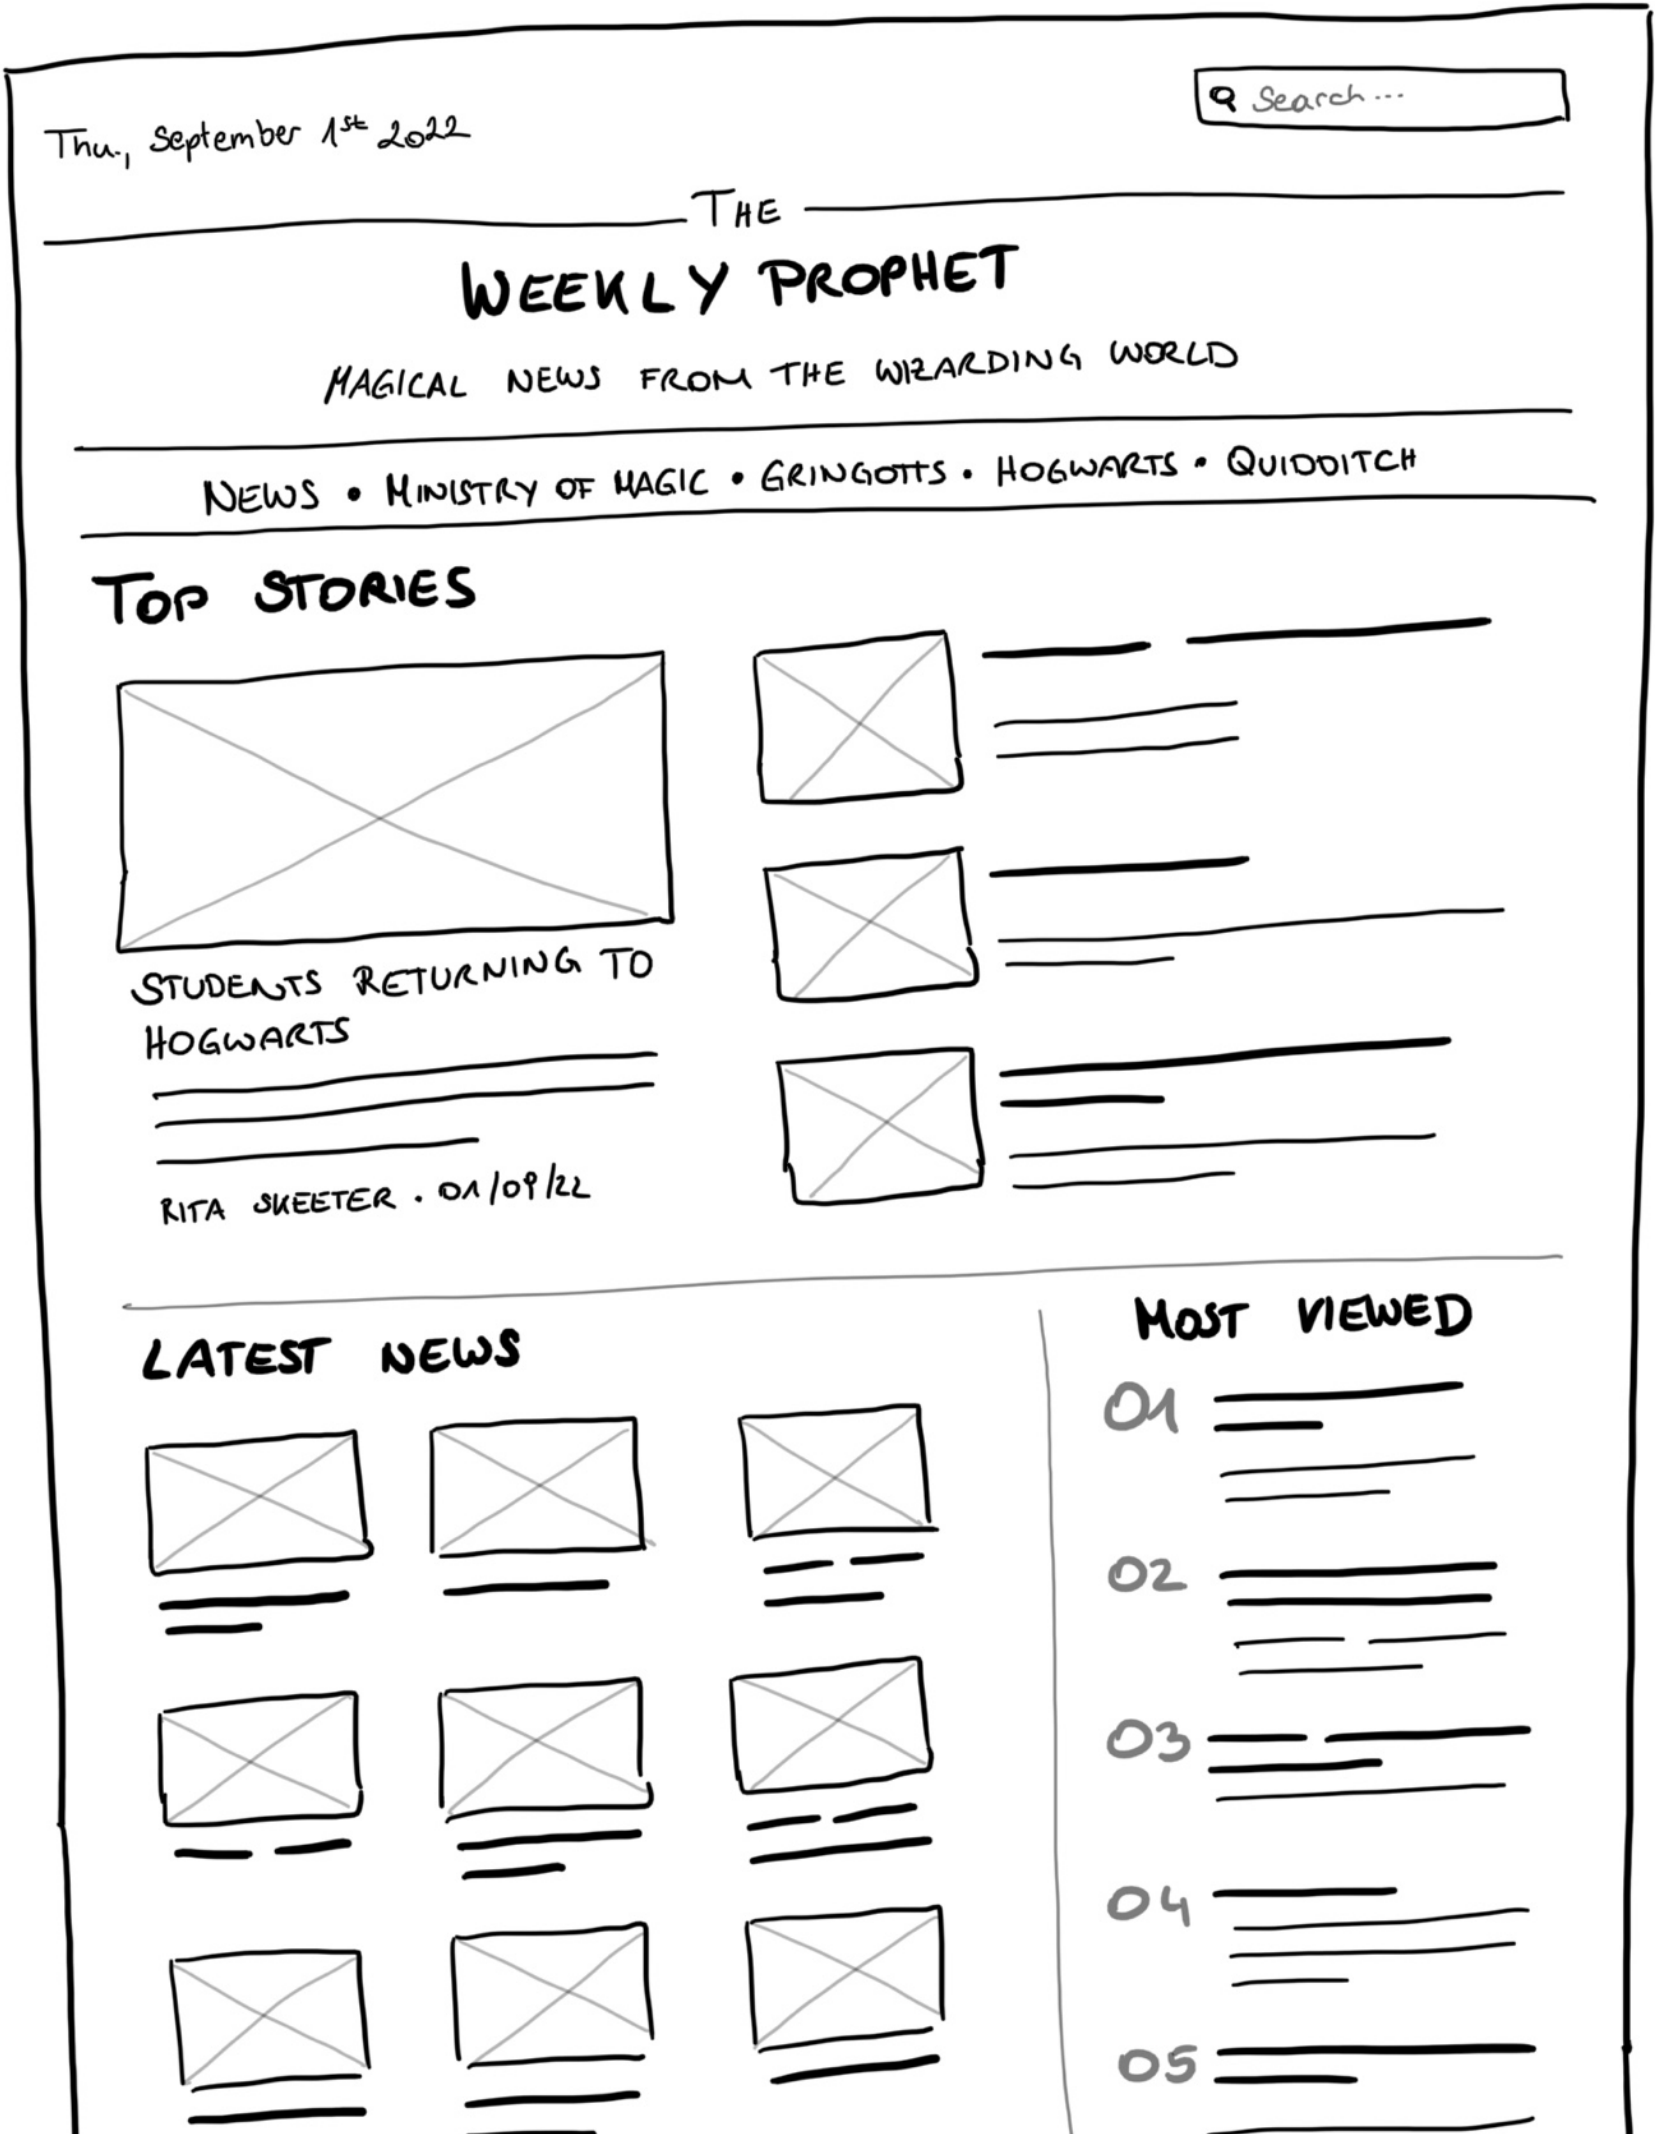 Thu., September 1st 2022
Search...
THE
WEEKLY PROPHET
MAGICAL NEWS FROM THE WIZARDING WORLD
NEWS • MINISTRY OF MAGIC • GRINGOTTS • HOGWARTS • QUIDDITCH
TOP STORIES
STUDENTS RETURNING TO
HOGWARTS
RITA SKEETER . 01/09/22
LATEST NEWS
MOST VIEWED
01
02
03
04
05